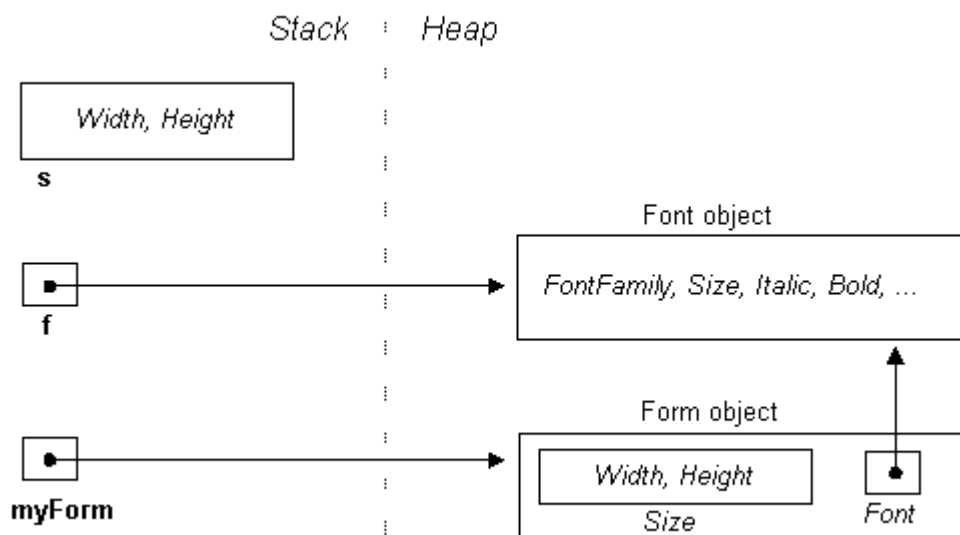 Stack Heap
Width, Height
s
Font object
FontFamily, Size, Italic, Bold, ...
f
Form object
Width, Height
Size
Font
myForm